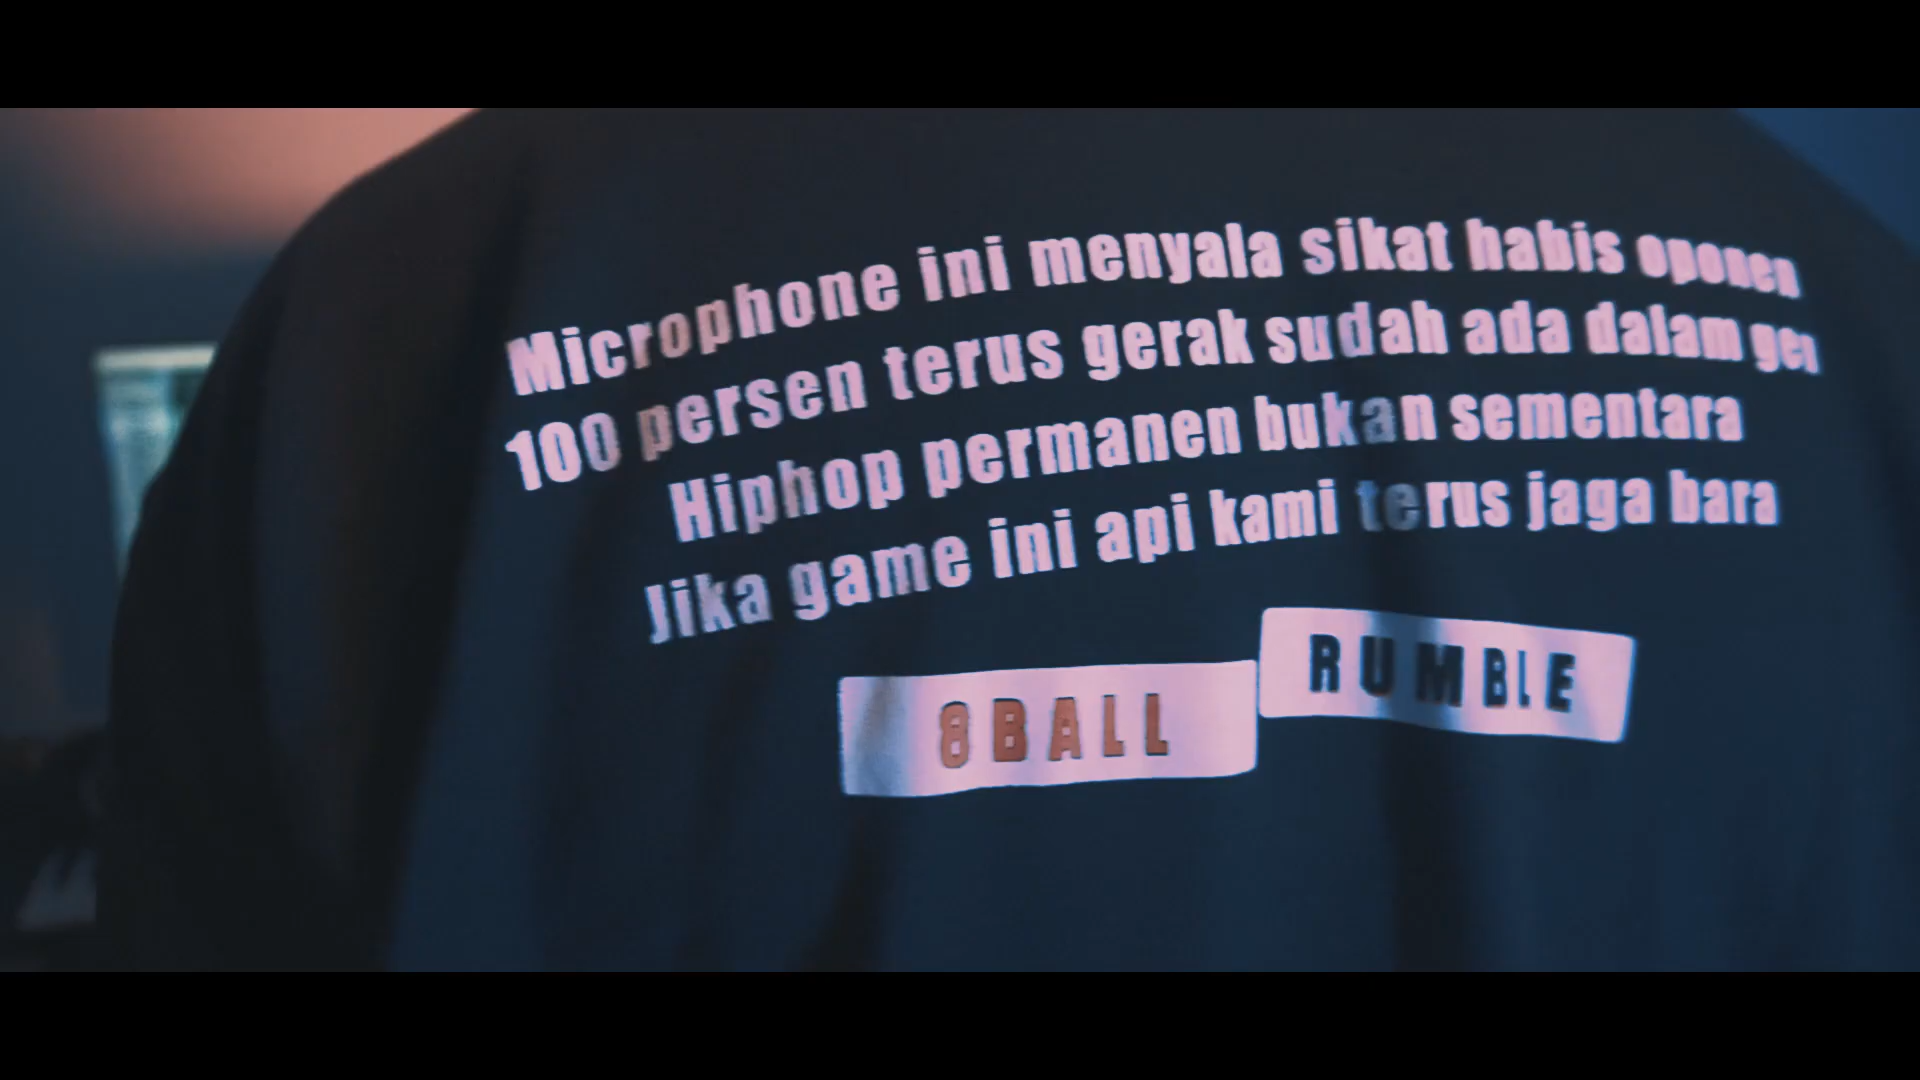 Microphone ini menyala sikat habis oponen
100 persen terus gerak sudah ada dalam
Hiphop permanen bukan sementara
Jika game ini api kami terus jaga bara
8BALL RUMBLE